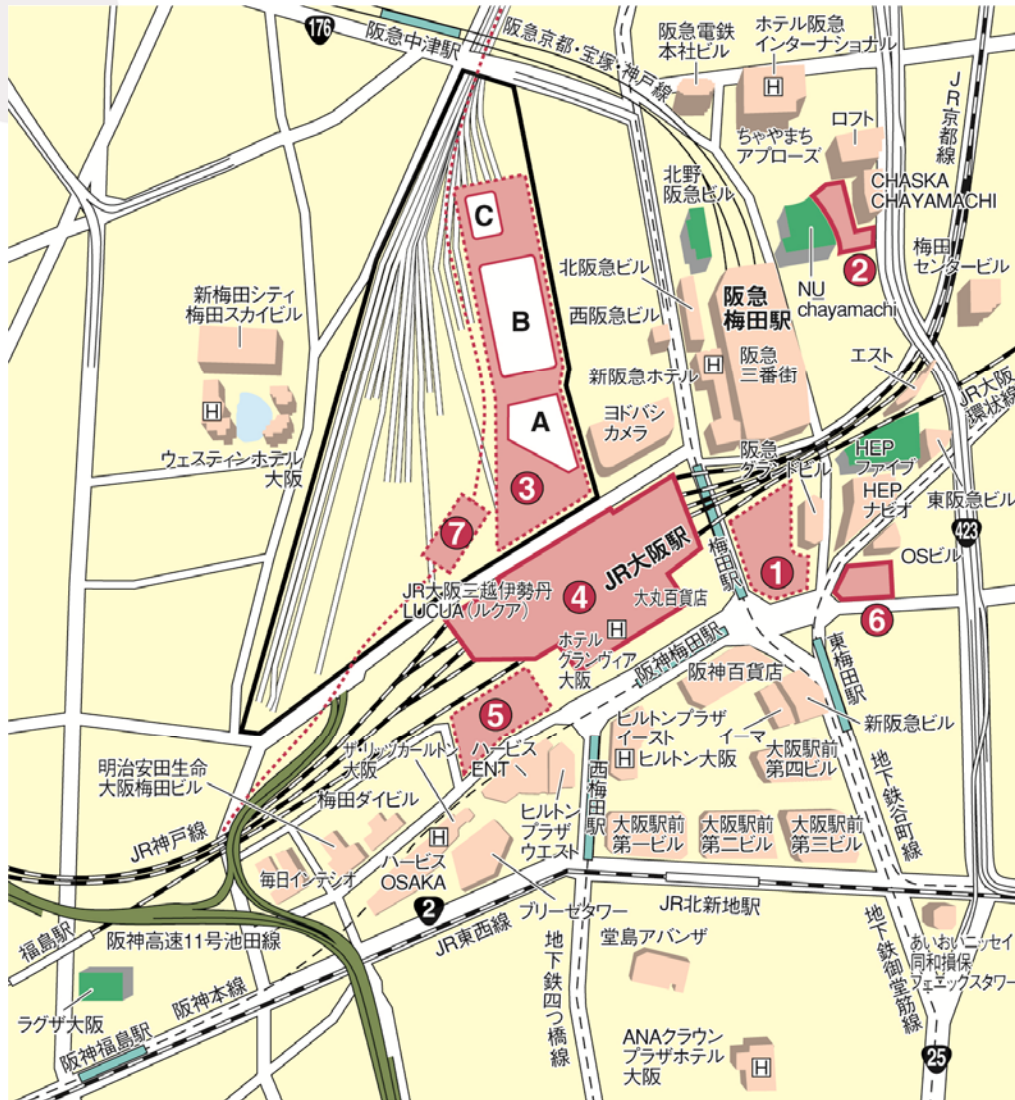 176
阪急中津駅
阪急京都・宝塚・神戸線
阪急電鉄
本社ビル
ホテル阪急
インターナショナル
H
JR京都線
ロフト
ちゃやまち
アプローズ
北野
阪急ビル
CHASKA
CHAYAMACHI
C
2
梅田
センタービル
NU
chayamachi
北阪急ビル
阪急
梅田駅
新梅田シティ
梅田スカイビル
B
西阪急ビル
エスト
新阪急ホテル
H
阪急
三番街
JR大阪
環状線
H
A
ヨドバシ
カメラ
ウェスティンホテル
大阪
阪急
グランドビル
HEP
ファイブ
HEP
ナビオ
東阪急ビル
3
423
7
JR大阪駅
梅田駅
OSビル
1
JR大阪三越伊勢丹
LUCUA(ルクア)
4
大丸百貨店
6
H
ホテル
グランヴィア
大阪
阪神梅田駅
東梅田駅
阪神百貨店
5
ヒルトンプラザ
イースト
イーマ
新阪急ビル
ザ・リッツカールトン
大阪
ハービス
ENT
H
ヒルトン大阪
大阪駅前
第四ビル
明治安田生命
大阪梅田ビル
梅田ダイビル
西梅田駅
地下鉄谷町線
JR神戸線
ヒルトン
プラザ
ウエスト
大阪駅前
第一ビル
大阪駅前
第二ビル
大阪駅前
第三ビル
H
毎日インテシオ
ハービス
OSAKA
2
ブリーゼタワー
JR北新地駅
福島駅
阪神高速11号池田線
JR東西線
地下鉄四つ橋線
堂島アバンザ
地下鉄御堂筋線
あいおいニッセイ
同和損保
フェニックスタワー
ラグザ大阪
阪神本線
阪神福島駅
ANAクラウン
プラザホテル
大阪
H
25